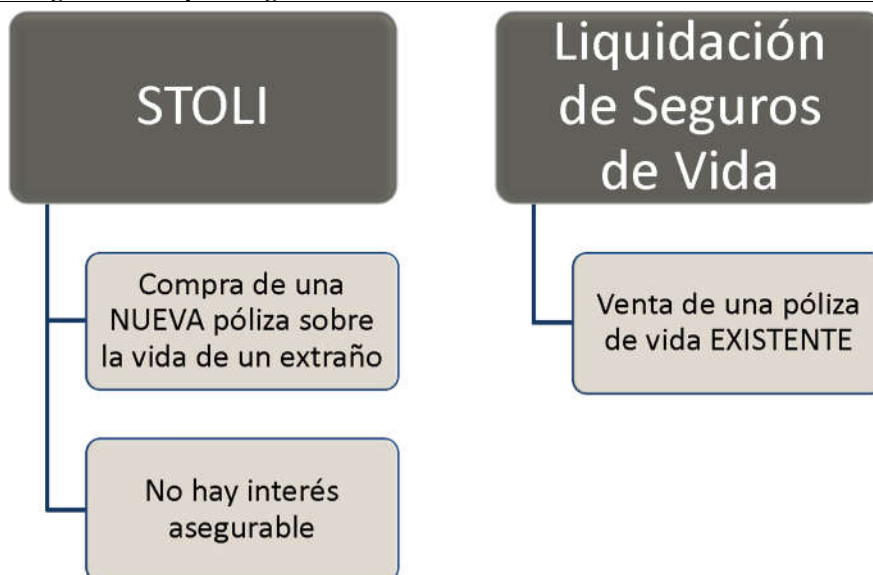 STOLI
Compra de una
NUEVA póliza sobre
la vida de un extraño
No hay interés
asegurable
Liquidación
de Seguros
de Vida
Venta de una póliza
de vida EXISTENTE